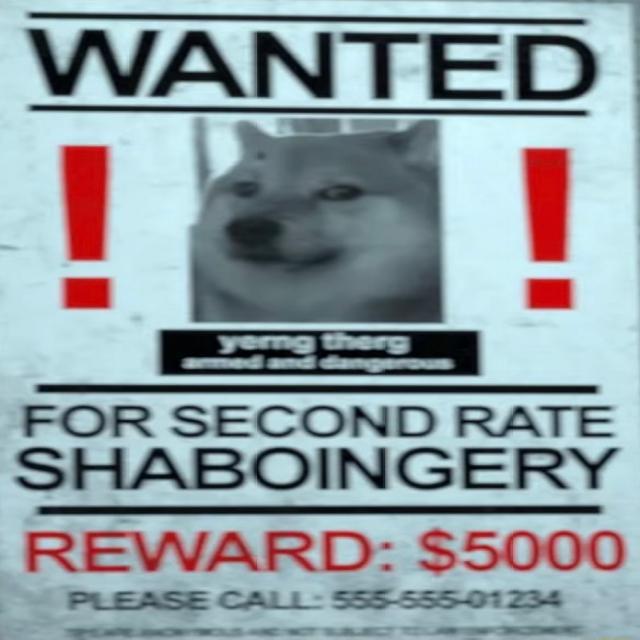 WANTED
! !
yerng therg
armed and dangerous
FOR SECOND RATE
SHABOINGERY
REWARD: $5000
PLEASE CALL: 555-555-01234